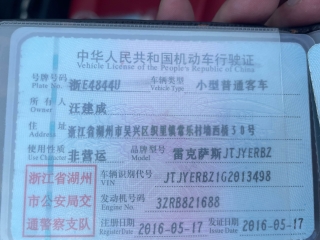 中华人民共和国机动车行驶证
Vehicle License of the People's Republic of China
号牌号码 浙E4844U 车辆类型 小型普通客车
Plate No. Vehicle Type
所有人 汪建成
Owner
住址 浙江省湖州市吴兴区织里镇常乐村塘西横38号
Address
使用性质 非营运 品牌型号 雷克萨斯JTJYERBZ
Use Character Model
浙江省湖州 车辆识别代号 JTJYERBZ1G2013498
VIN
市公安局交 发动机号码 3ZRB821688
Engine No.
通警察支队 注册日期 2016-05-17 发证日期 2016-05-17
Register Date Issue Date